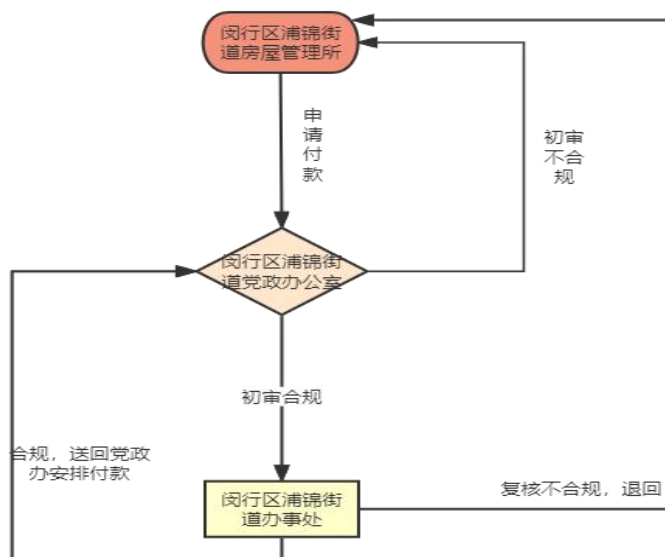 闵行区浦锦街
道房屋管理所
申
请
付
款
初审
不合
规
闵行区浦锦街
道党政办公室
初审合规
合规，送回党政
办安排付款
闵行区浦锦街
道办事处
复核不合规，退回